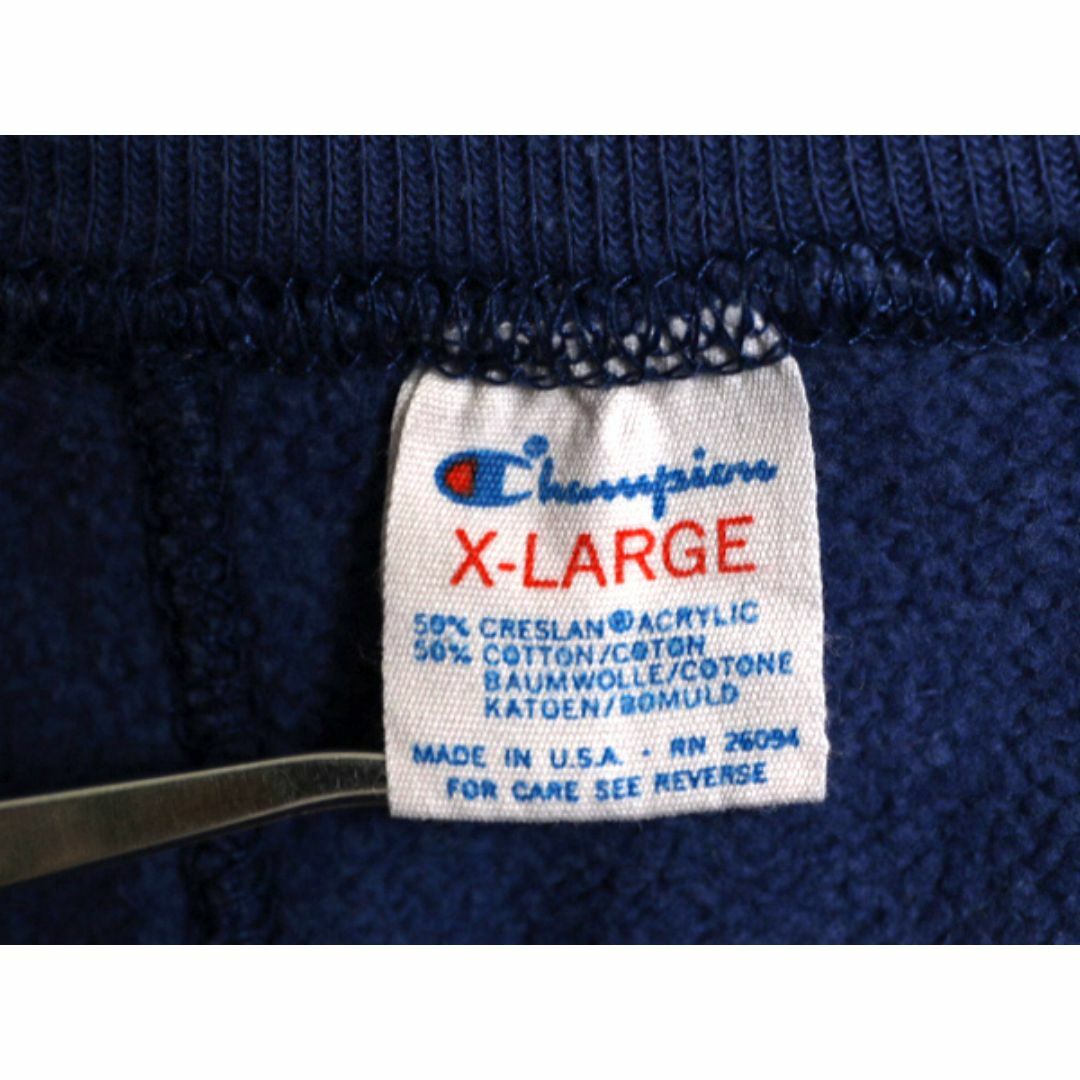 Champion
X-LARGE
50% CRESLAN® ACRYLIC
50% COTTON/COTON
BAUMWOLLE/COTONE
KATOEN/BOMULD
MADE IN U.S.A. - RN 26094
FOR CARE SEE REVERSE